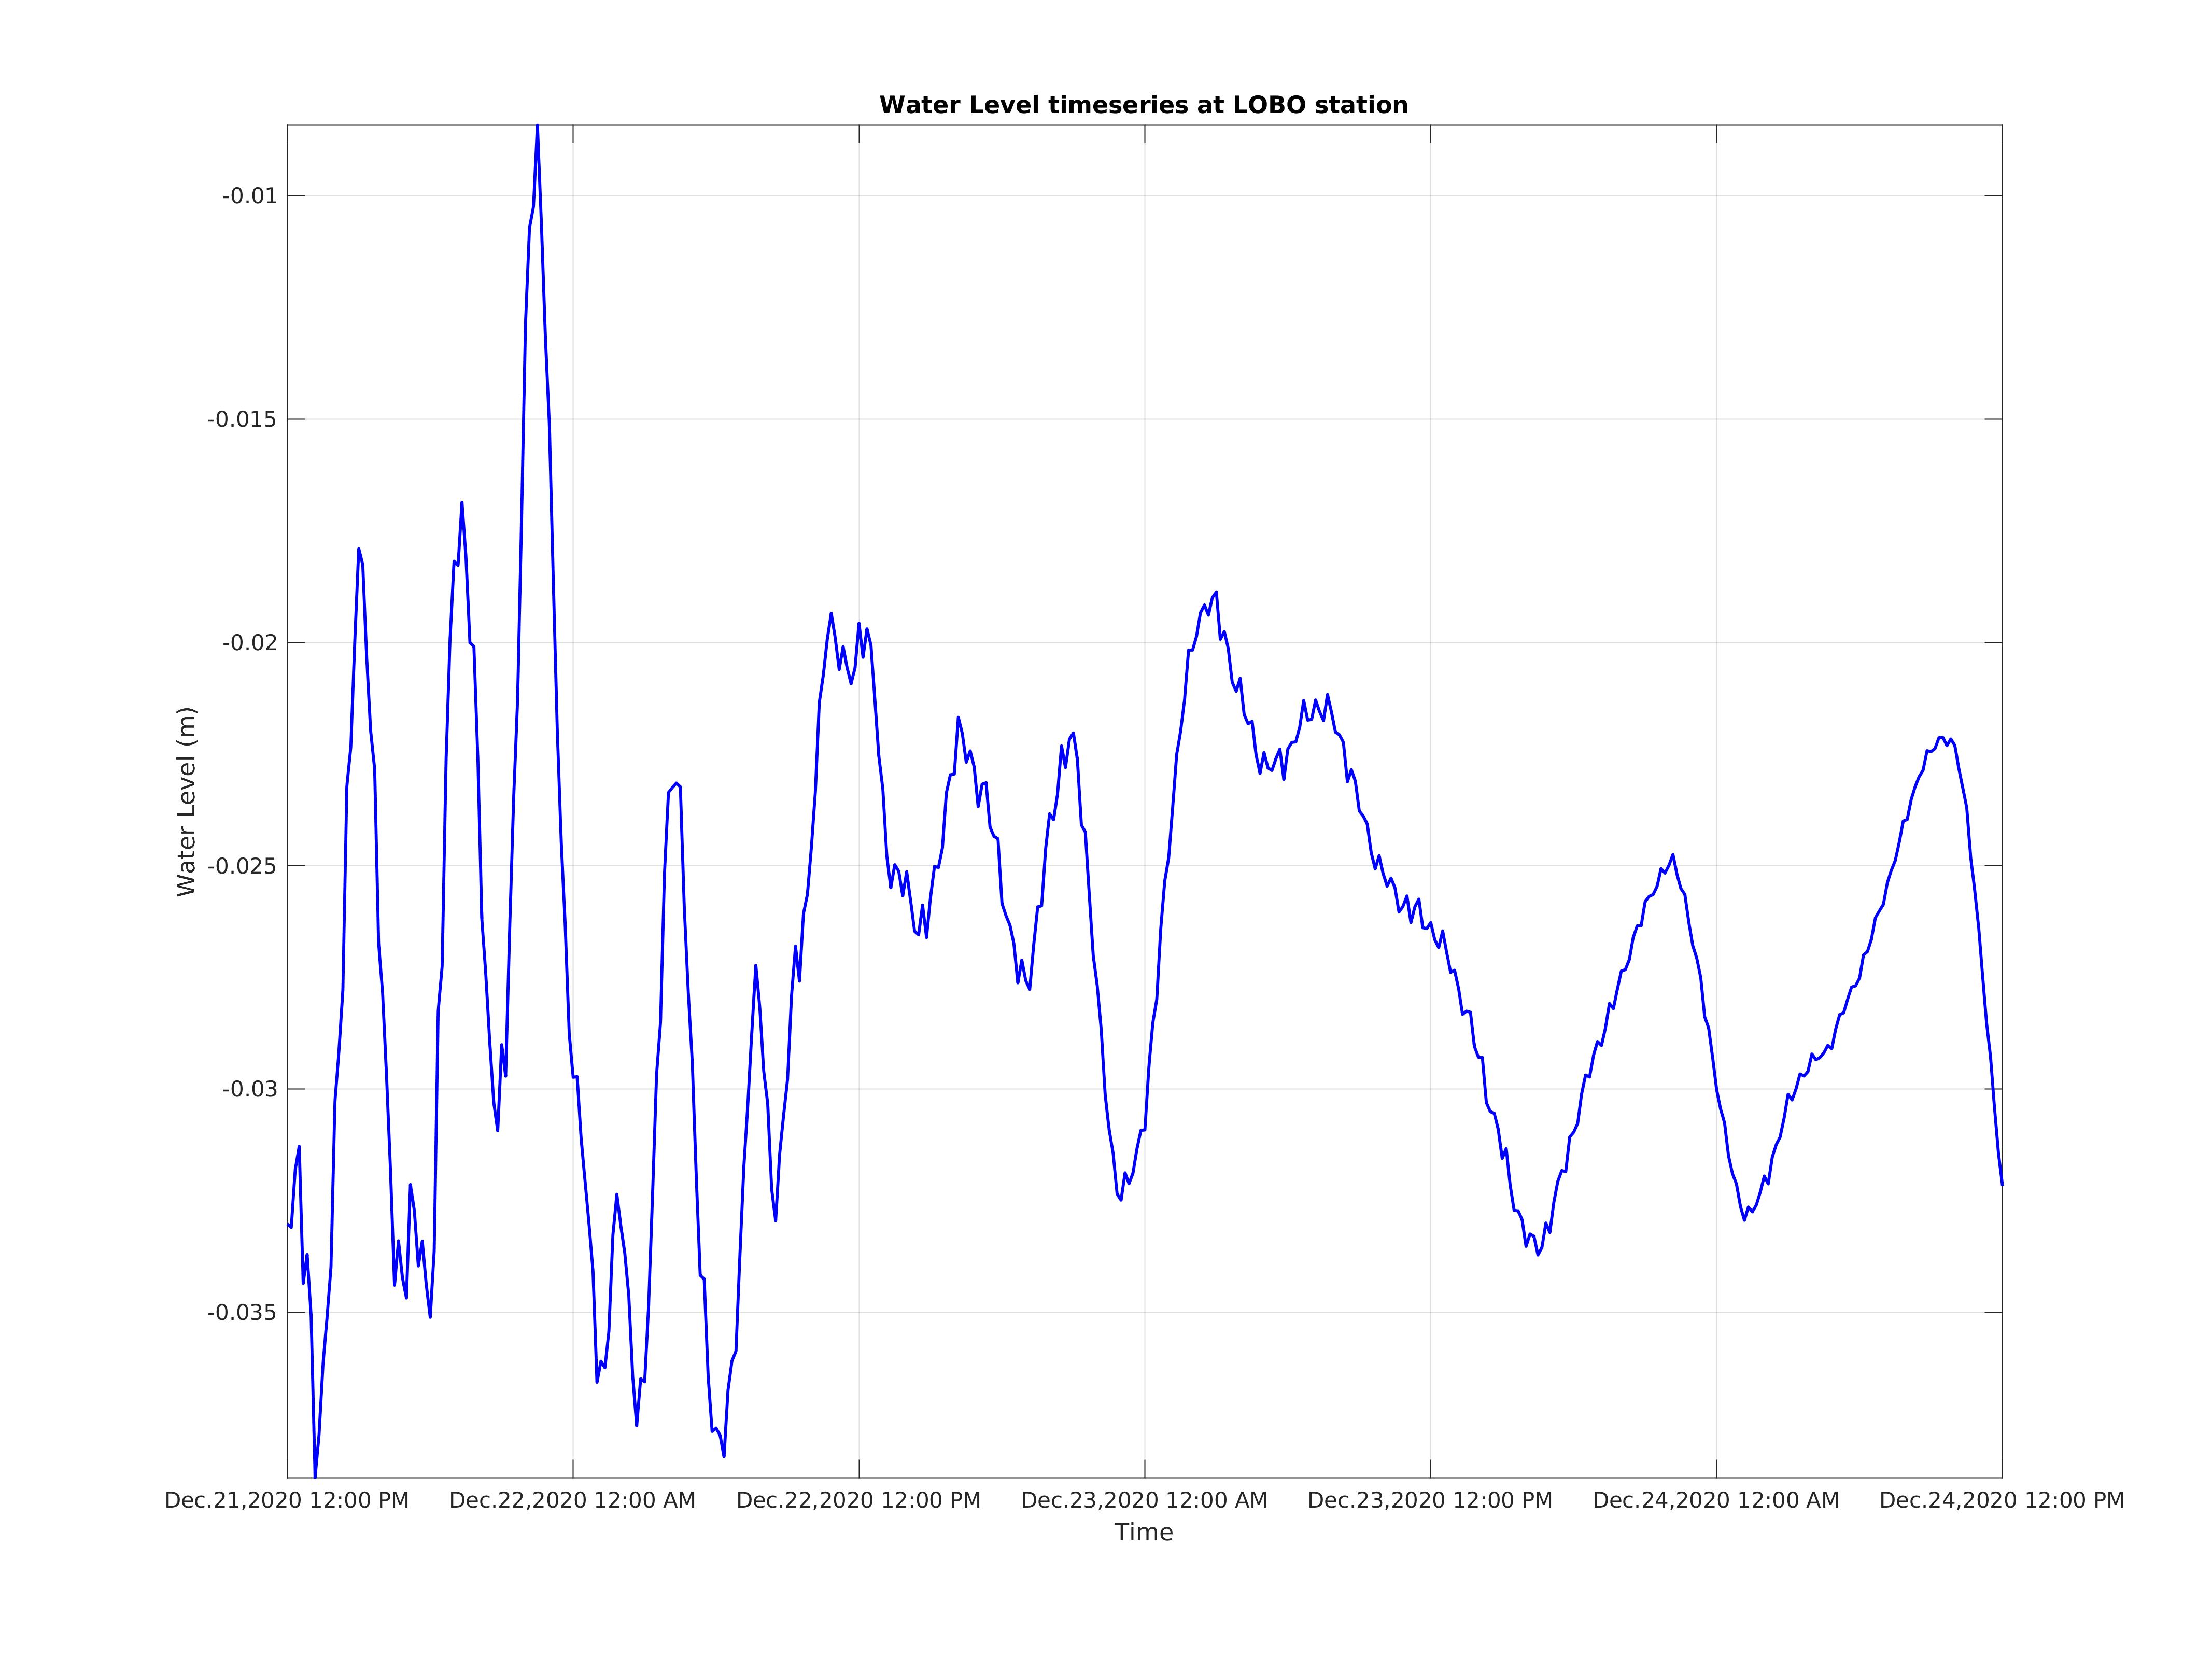 Water Level timeseries at LOBO station
-0.01
-0.015
-0.02
-0.025
-0.03
-0.035
Water Level (m)
Dec.21,2020 12:00 PM
Dec.22,2020 12:00 AM
Dec.22,2020 12:00 PM
Dec.23,2020 12:00 AM
Dec.23,2020 12:00 PM
Dec.24,2020 12:00 AM
Dec.24,2020 12:00 PM
Time